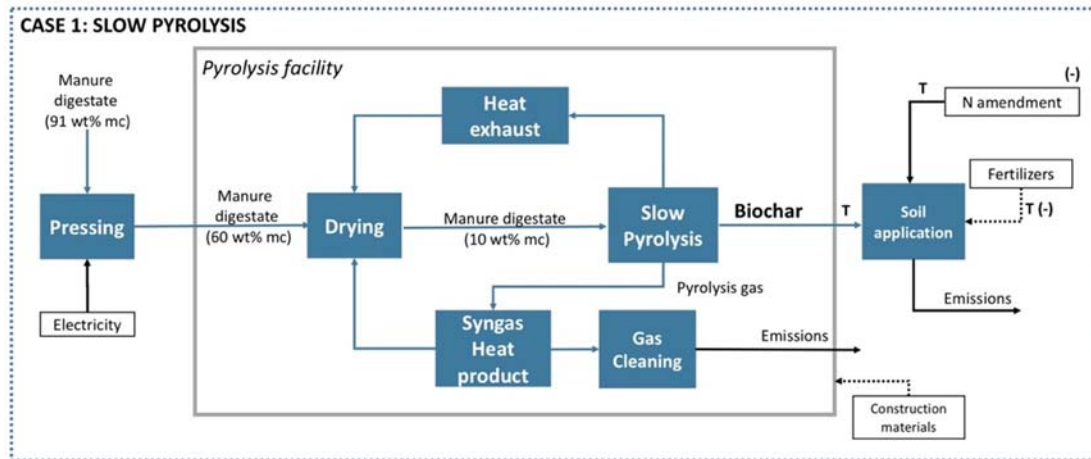 CASE 1: SLOW PYROLYSIS
Pyrolysis facility
Manure
digestate
(91 wt% mc)
Pressing
Electricity
Manure
digestate
(60 wt% mc)
Heat
exhaust
Drying
Manure digestate
(10 wt% mc)
Slow
Pyrolysis
Pyrolysis gas
Syngas
Heat
product
Gas
Cleaning
Emissions
Biochar
T
T
(-)
N amendment
Fertilizers
T (-)
Soil
application
Emissions
Construction
materials